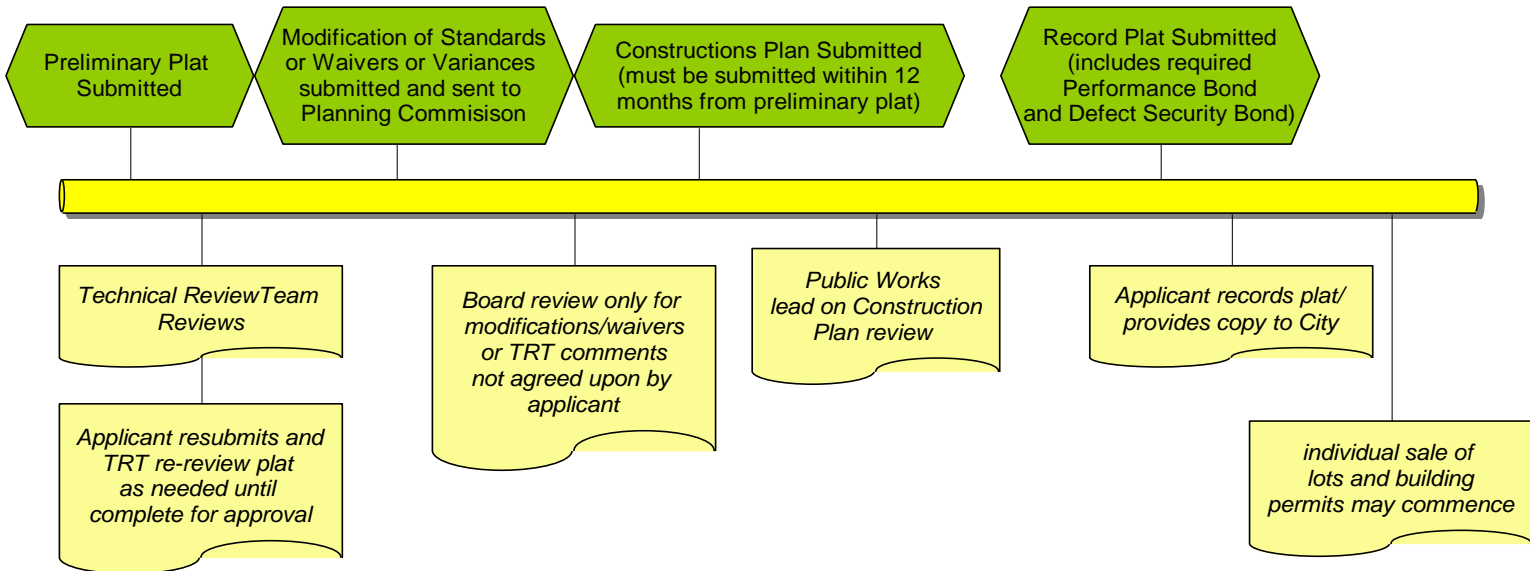 Preliminary Plat
Submitted
Modification of Standards
or Waivers or Variances
submitted and sent to
Planning Commisison
Constructions Plan Submitted
(must be submitted witihin 12
months from preliminary plat)
Record Plat Submitted
(includes required
Performance Bond
and Defect Security Bond)
Technical ReviewTeam
Reviews
Applicant resubmits and
TRT re-review plat
as needed until
complete for approval
Board review only for
modifications/waivers
or TRT comments
not agreed upon by
applicant
Public Works
lead on Construction
Plan review
Applicant records plat/
provides copy to City
individual sale of
lots and building
permits may commence